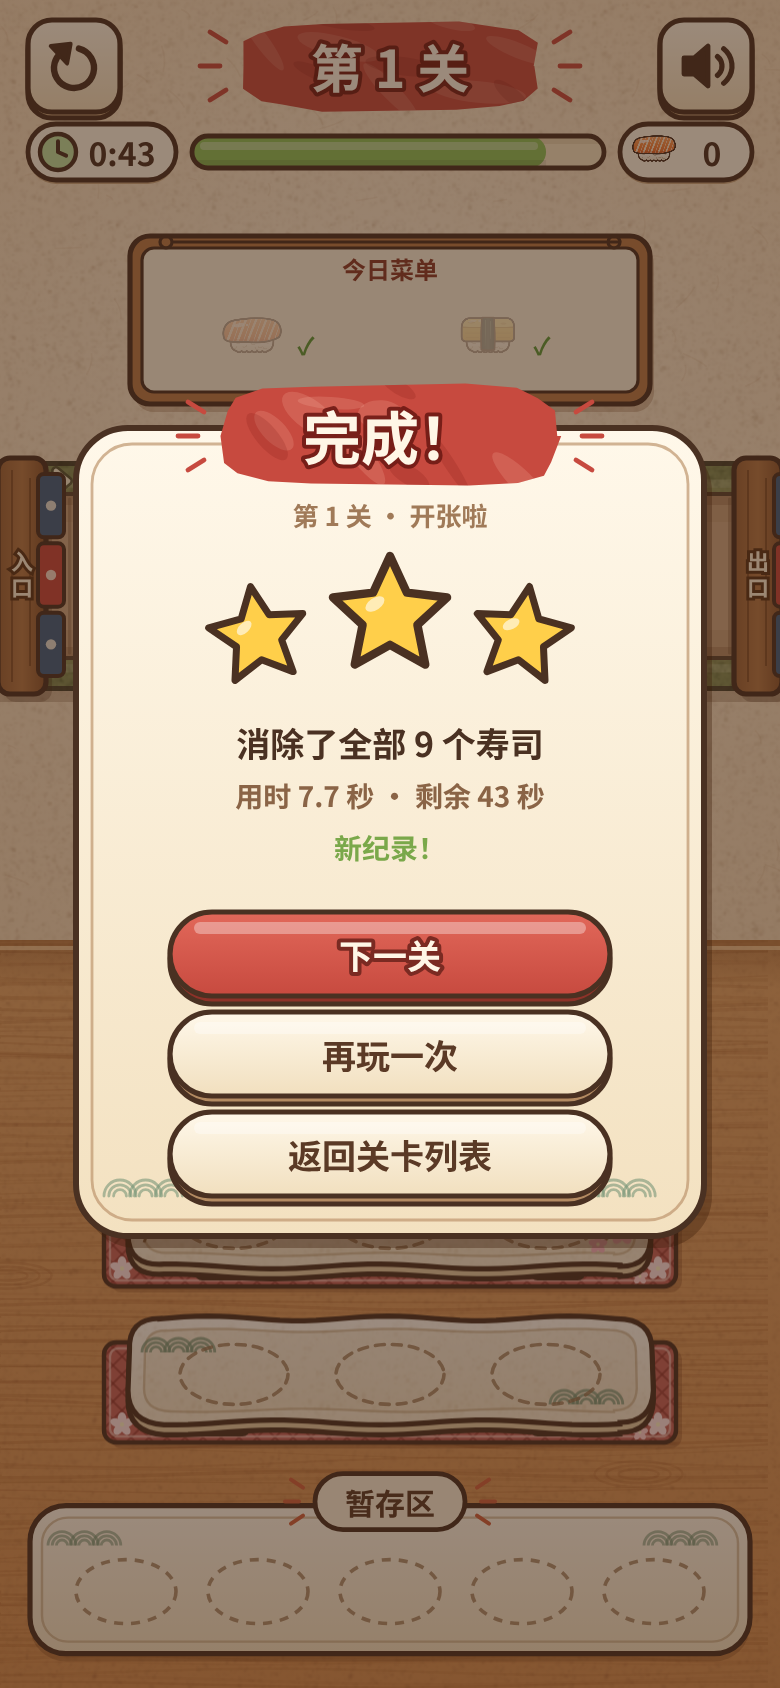 第 1 关
0:43
0
今日菜单
✓ ✓
完成！
第 1 关 · 开张啦
入口
出口
消除了全部 9 个寿司
用时 7.7 秒 · 剩余 43 秒
新纪录！
下一关
再玩一次
返回关卡列表
暂存区